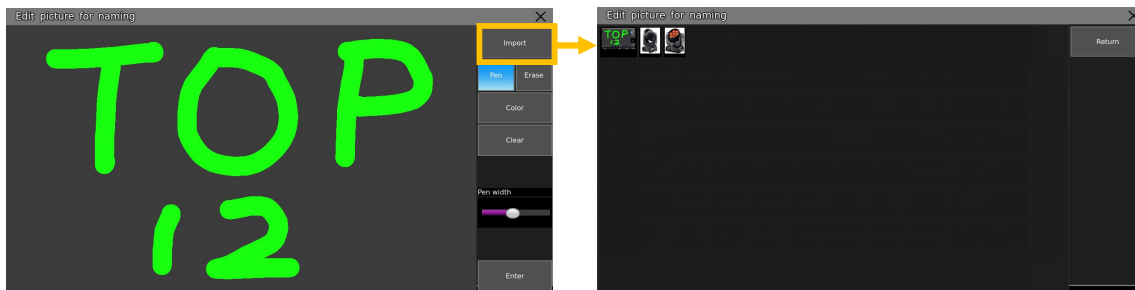 Edit picture for naming
TOP
12
Import
Pen Erase
Color
Clear
Pen width
Enter
Edit picture for naming
TOP
12
Return